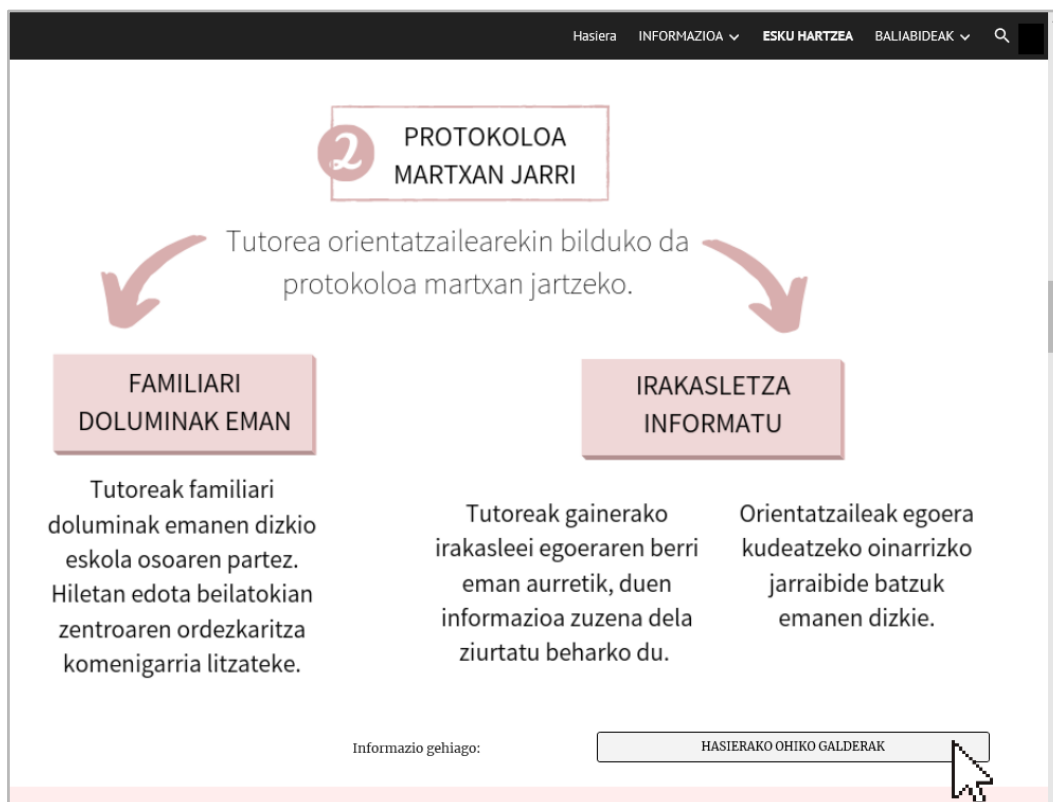 Hasiera INFORMAZIOA ESKU HARTZEA BALIABIDEAK
2 PROTOKOLOA
MARTXAN JARRI
Tutorea orientatzailearekin bilduko da
protokoloa martxan jartzeko.
FAMILIARI
DOLUMINAK EMAN
Tutoreak familiari
doluminak emanen dizkio
eskola osoaren partez.
Hiletan edota beilatokian
zentroaren ordezkaritza
komenigarria litzateke.
IRAKASLETZA
INFORMATU
Tutoreak gainerako
irakasleei egoeraren berri
eman aurretik, duen
informazioa zuzena dela
ziurtatu beharko du.
Orientatzaileak egoera
kudeatzeko oinarrizko
jarraibide batzuk
emanen dizkie.
Informazio gehiago:
HASIERAKO OHIKO GALDERAK